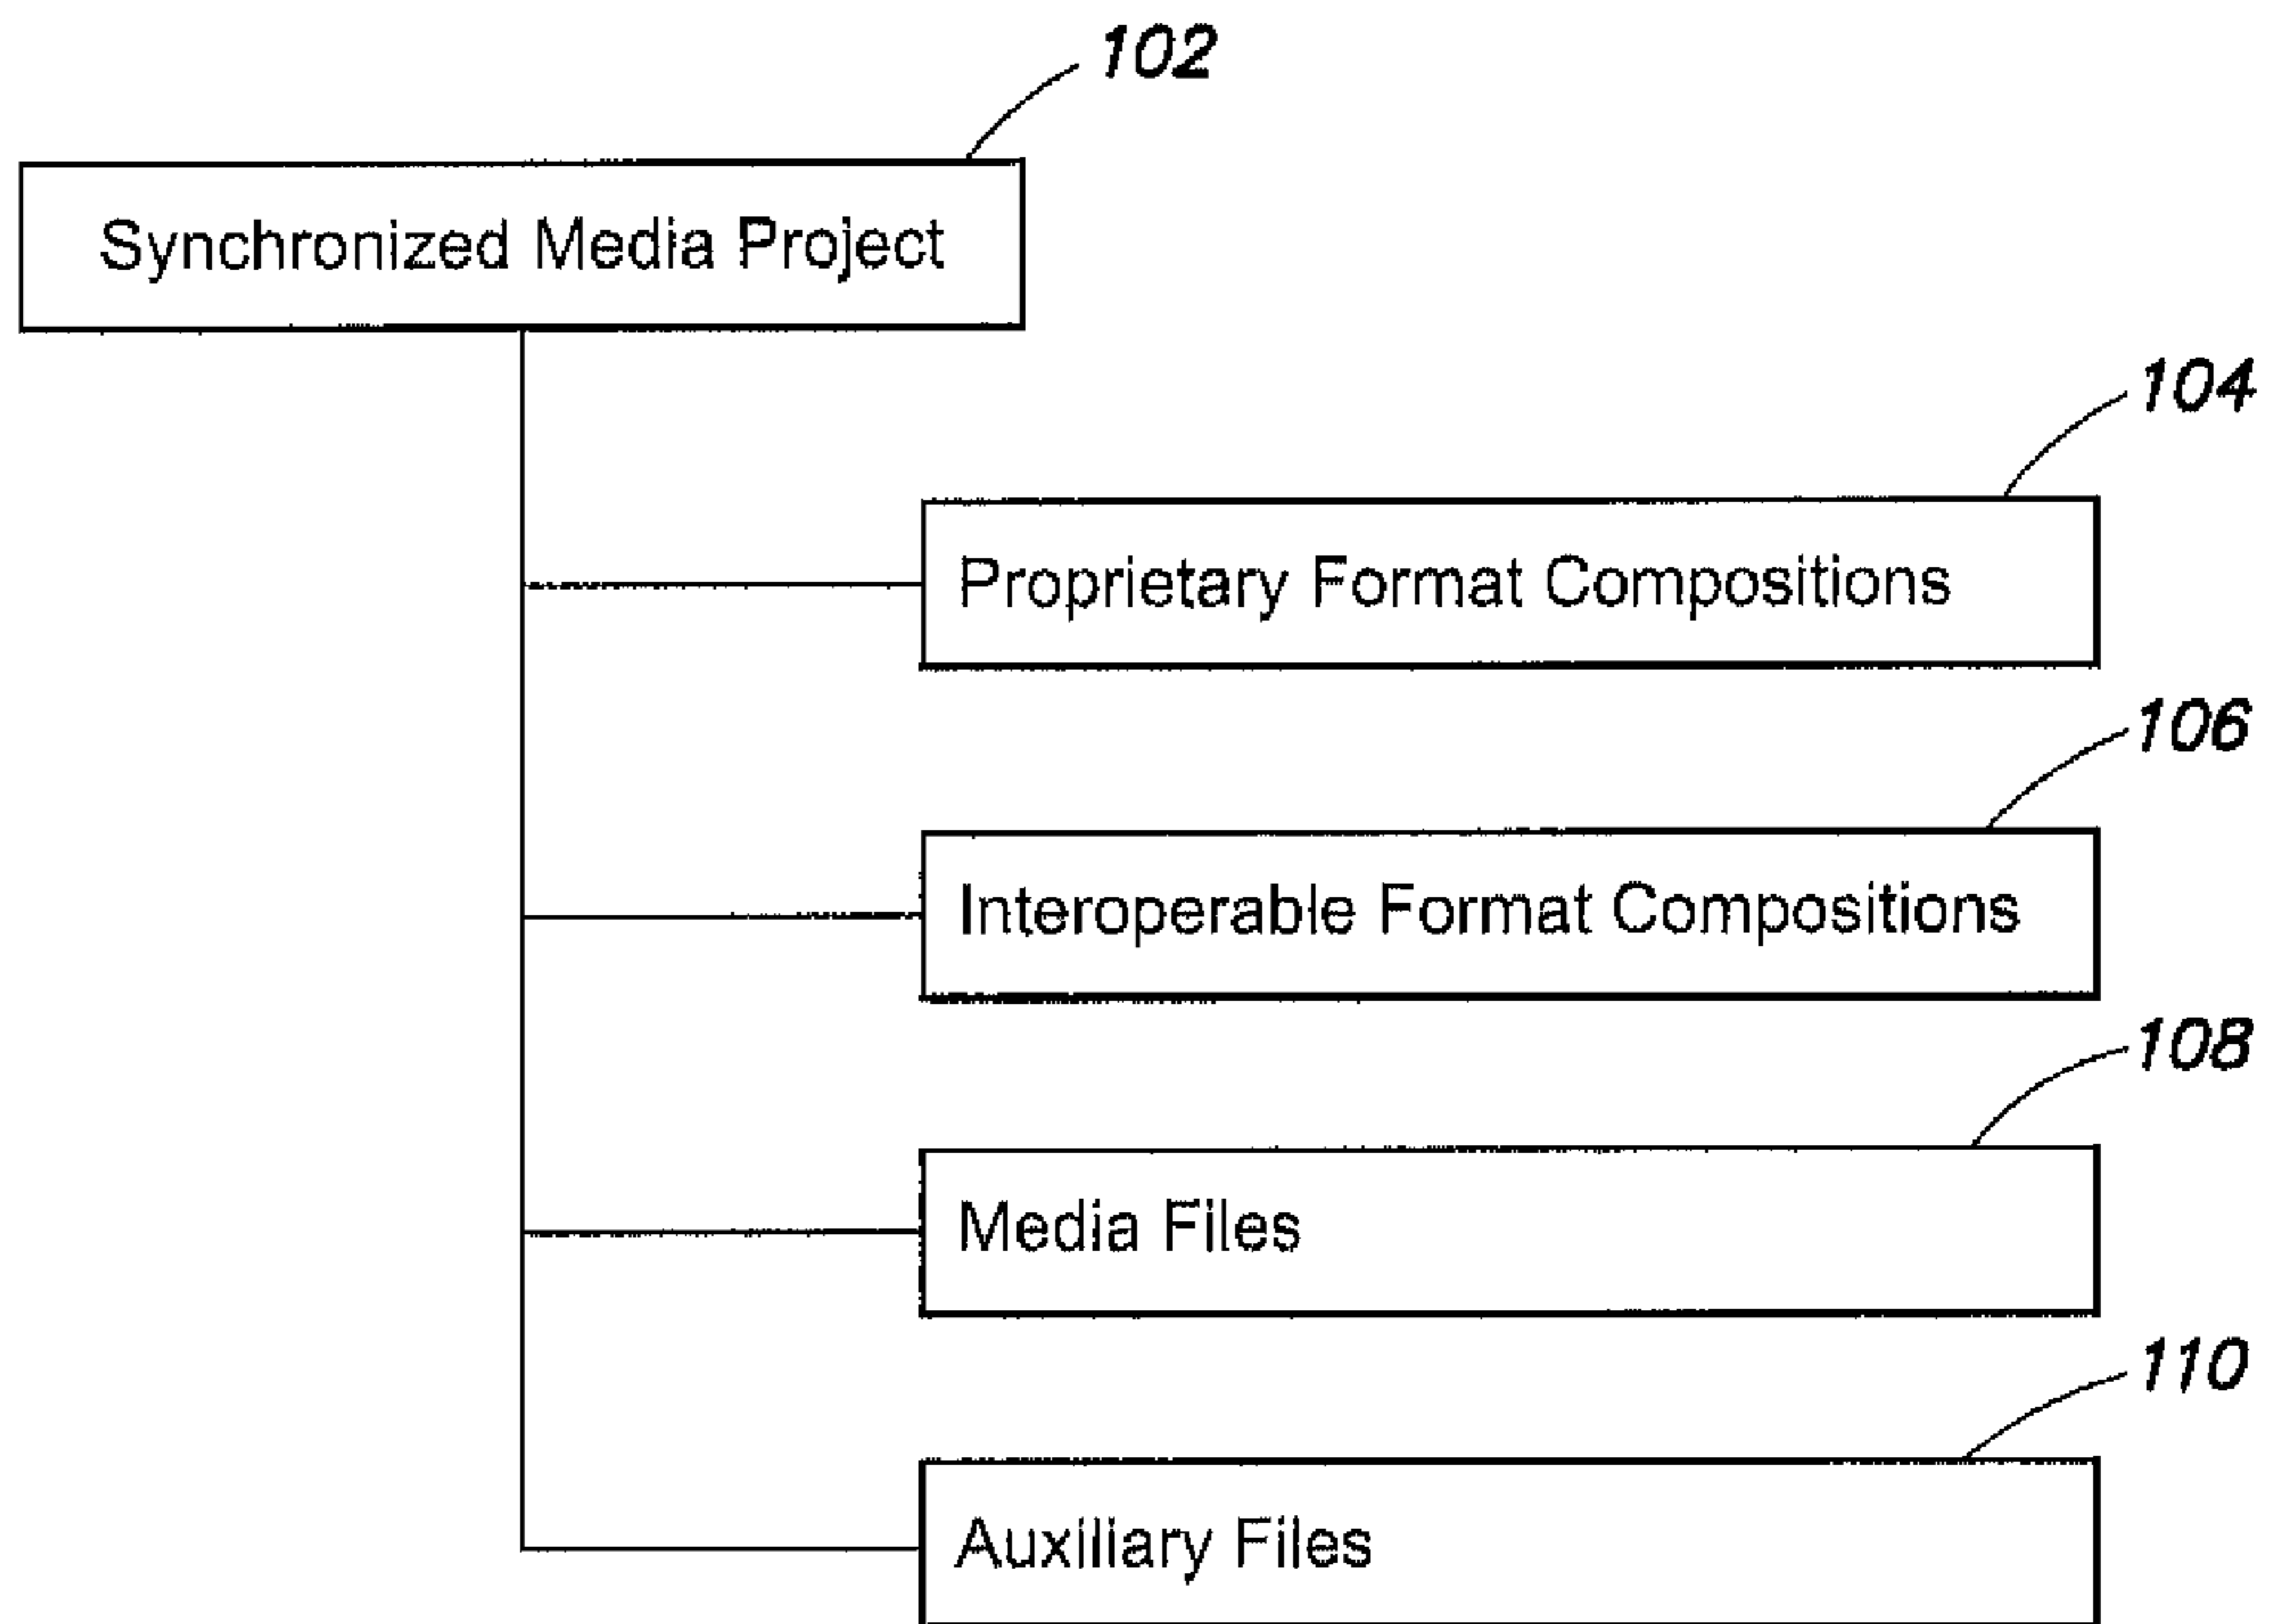 102
Synchronized Media Project
104
Proprietary Format Compositions
106
Interoperable Format Compositions
108
Media Files
110
Auxiliary Files